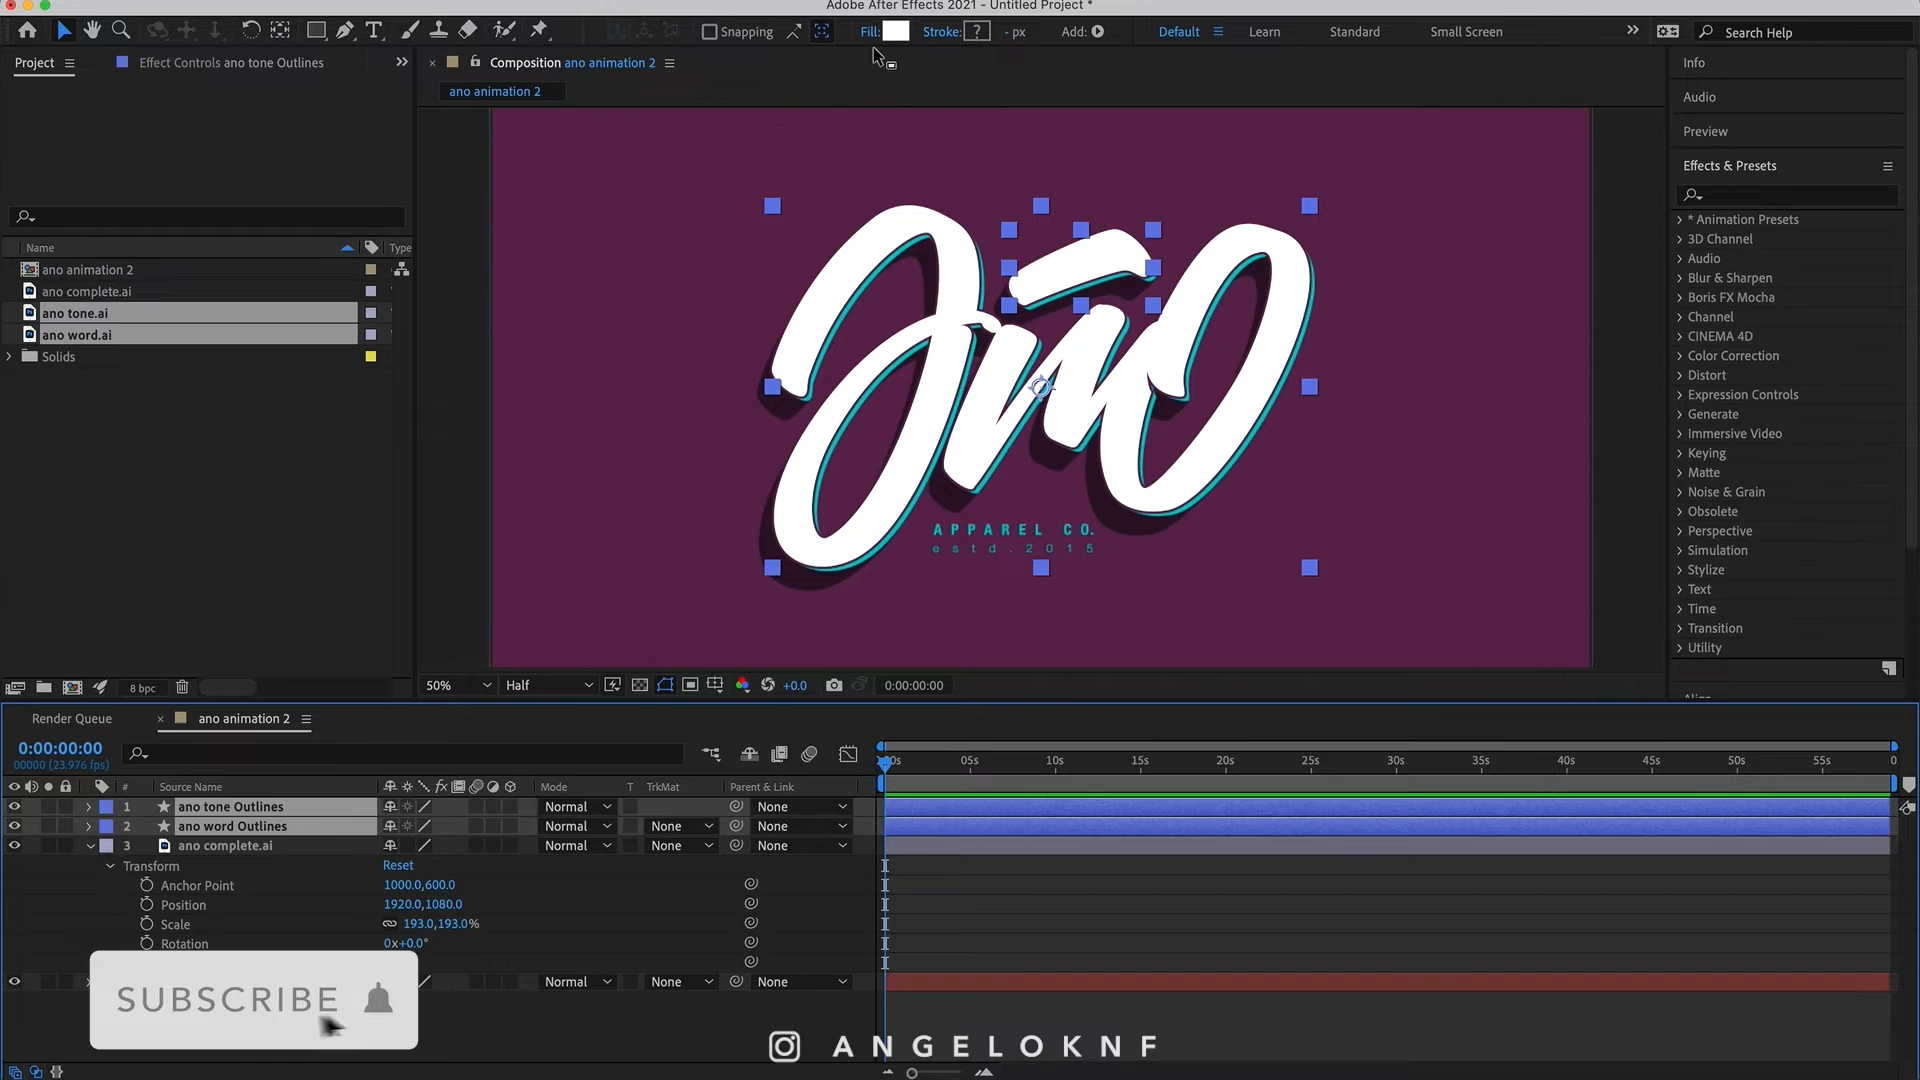 Adobe After Effects 2021 - Untitled Project *
Snapping
Fill:
Stroke: ?
- px
Add:
Default
Learn
Standard
Small Screen
Search Help
Project
Effect Controls ano tone Outlines
Composition ano animation 2
ano animation 2
Name
Type
ano animation 2
ano complete.ai
ano tone.ai
ano word.ai
Solids
8 bpc
APPAREL CO.
estd.2015
50%
Half
+0.0
0:00:00:00
Info
Audio
Preview
Effects & Presets
* Animation Presets
3D Channel
Audio
Blur & Sharpen
Boris FX Mocha
Channel
CINEMA 4D
Color Correction
Distort
Expression Controls
Generate
Immersive Video
Keying
Matte
Noise & Grain
Obsolete
Perspective
Simulation
Stylize
Text
Time
Transition
Utility
Render Queue
ano animation 2
0:00:00:00
00000 (23.976 fps)
05s
10s
15s
20s
25s
30s
35s
40s
45s
50s
55s
# Source Name Mode T TrkMat Parent & Link
1 ano tone Outlines Normal None
2 ano word Outlines Normal None None
3 ano complete.ai Normal None None
Transform Reset
Anchor Point 1000.0,600.0
Position 1920.0,1080.0
Scale 193.0,193.0%
Rotation 0x+0.0°
Normal None None
SUBSCRIBE
ANGELOKNF